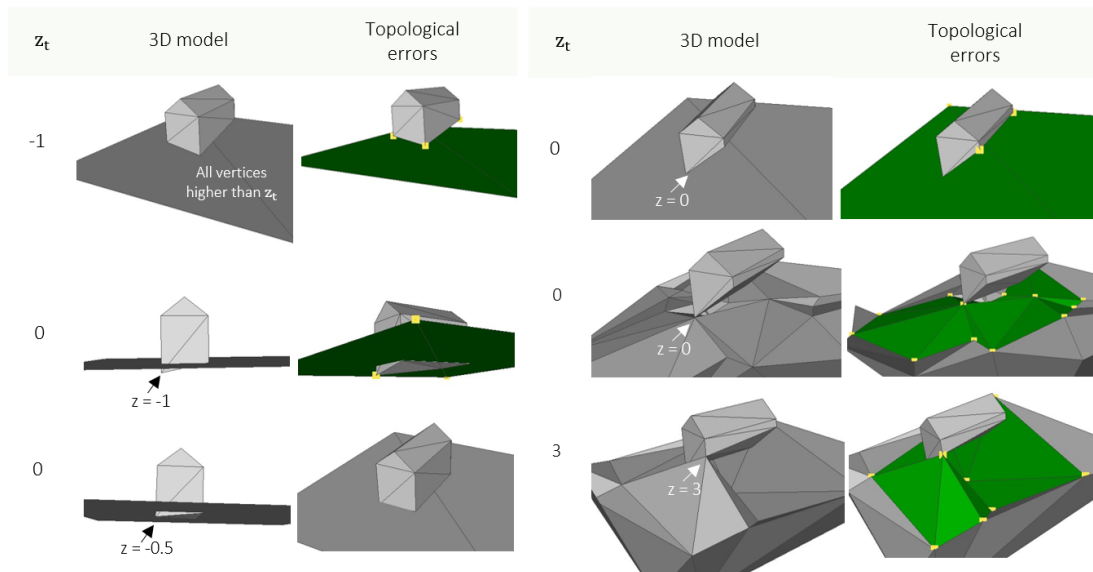 z_t 3D model Topological
errors
-1
All vertices
higher than z_t
0
z = -1
0
z = -0.5
z_t 3D model Topological
errors
0
z = 0
0
z = 0
3
z = 3